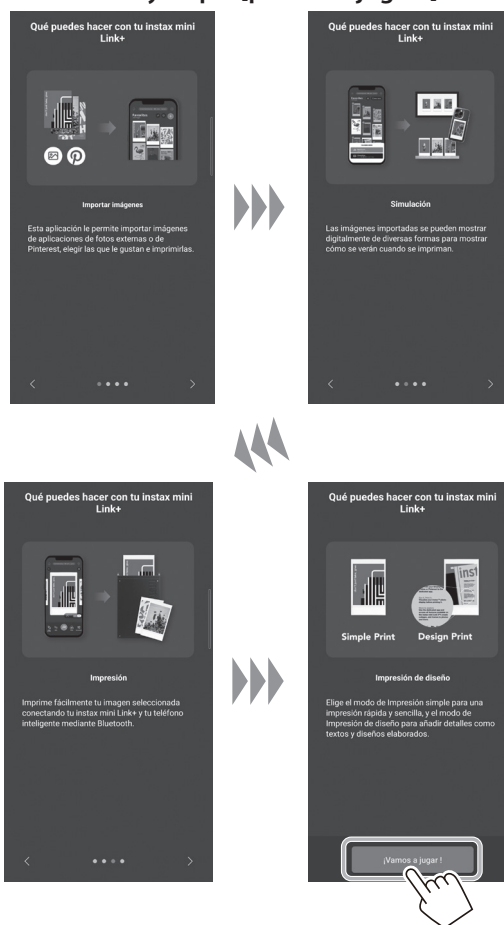 Qué puedes hacer con tu instax mini
Link+
Importar imágenes
Esta aplicación le permite importar imágenes
de aplicaciones de fotos externas o de
Pinterest, elegir las que le gustan e imprimirlas.
Qué puedes hacer con tu instax mini
Link+
Simulación
Las imágenes importadas se pueden mostrar
digitalmente de diversas formas para mostrar
cómo se verán cuando se impriman.
Qué puedes hacer con tu instax mini
Link+
Impresión
Imprime fácilmente tu imagen seleccionada
conectando tu instax mini Link+ y tu teléfono
inteligente mediante Bluetooth.
Qué puedes hacer con tu instax mini
Link+
inst
Simple Print
Design Print
Impresión de diseño
Elige el modo de Impresión simple para una
impresión rápida y sencilla, y el modo de
Impresión de diseño para añadir detalles como
textos y diseños elaborados.
¡Vamos a jugar !